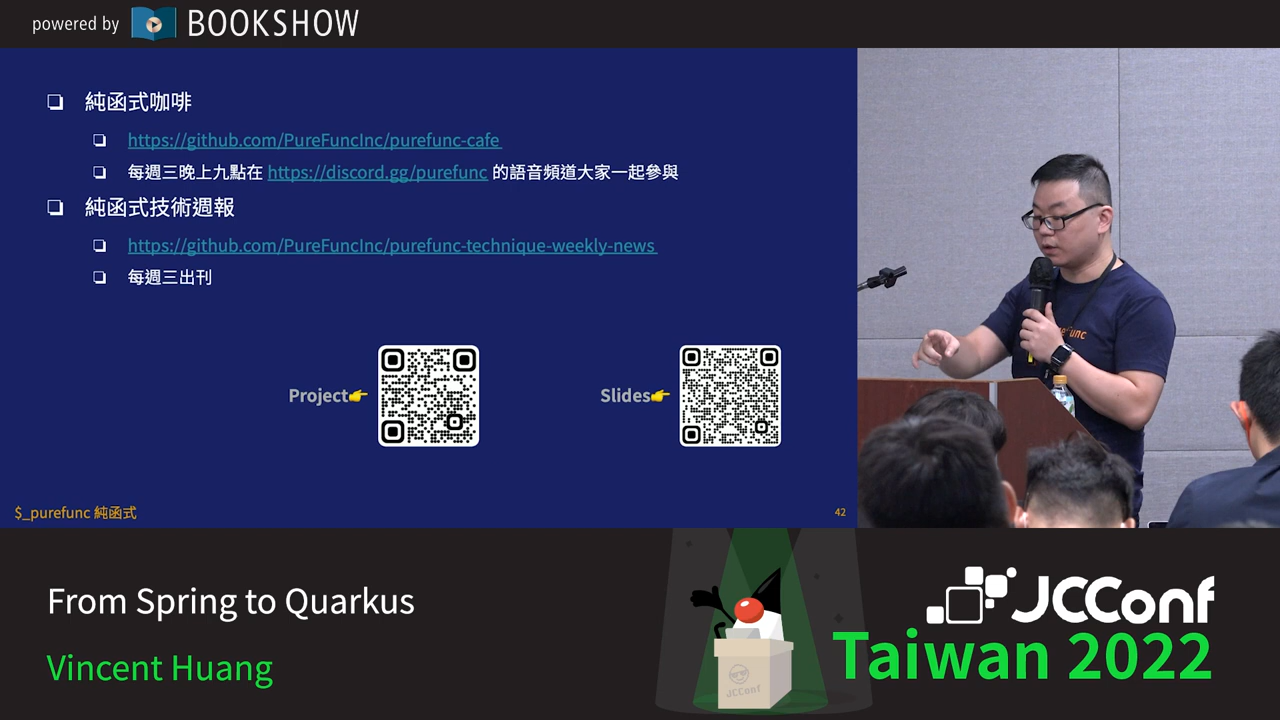 powered by BOOKSHOW
純函式咖啡
https://github.com/PureFuncInc/purefunc-cafe
每週三晚上九點在 https://discord.gg/purefunc 的語音頻道大家一起參與
純函式技術週報
https://github.com/PureFuncInc/purefunc-technique-weekly-news
每週三出刊
Project👉
Slides👉
$_purefunc 純函式
42
From Spring to Quarkus
Vincent Huang
JCConf
JCConf
Taiwan 2022